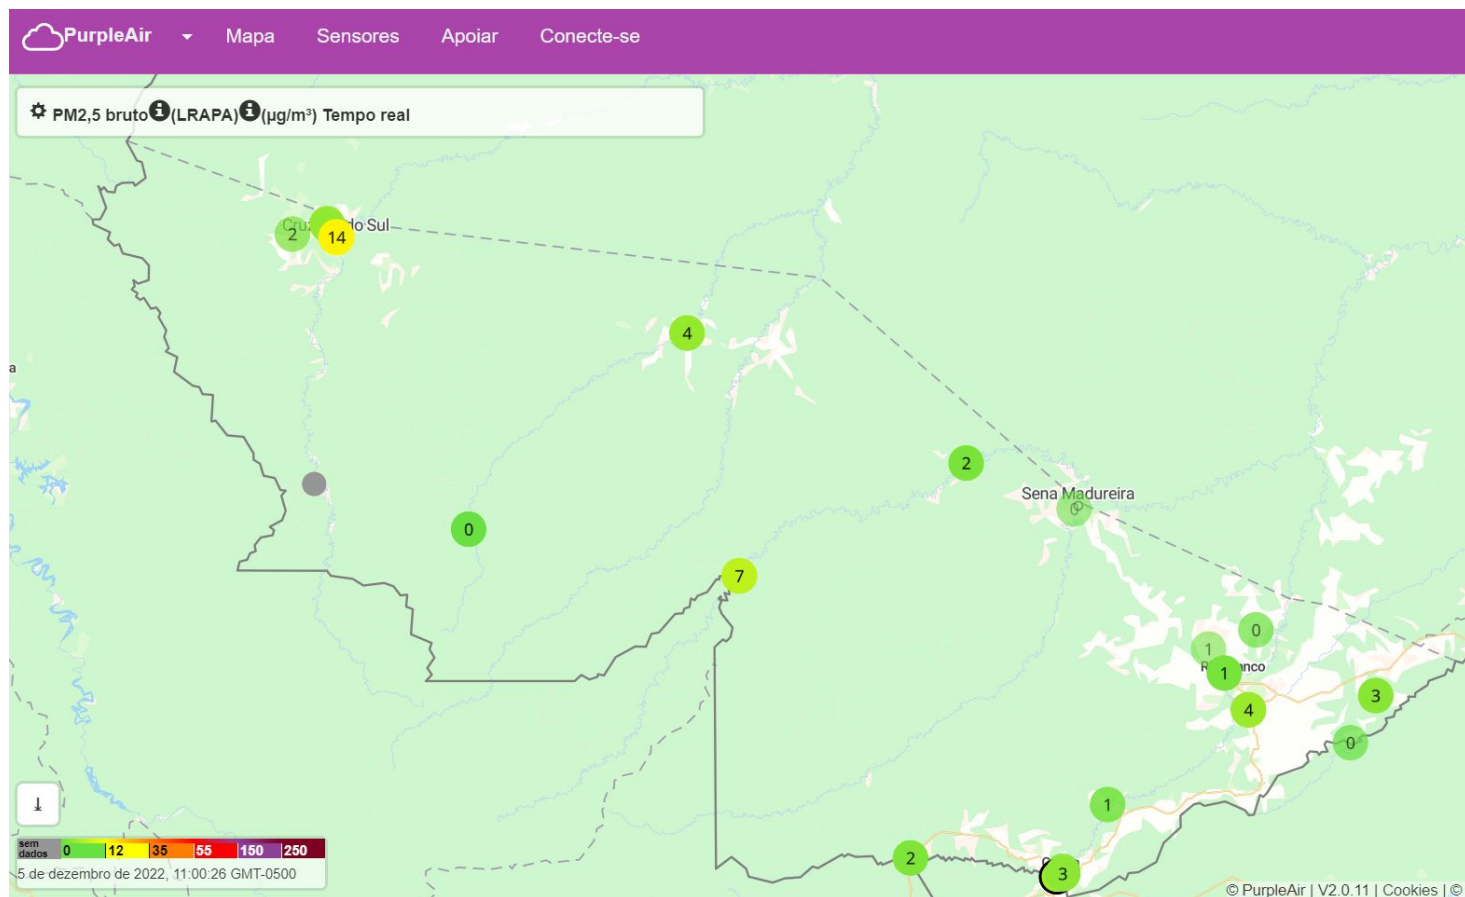 PurpleAir Mapa Sensores Apoiar Conecte-se
PM2,5 bruto (LRAPA) (µg/m³) Tempo real
2
14
do Sul
4
a
2
Sena Madureira
0
0
7
0
1
1
4
3
0
1
2
3
sem dados 0 12 35 55 150 250
5 de dezembro de 2022, 11:00:26 GMT-0500
© PurpleAir | V2.0.11 | Cookies | ©